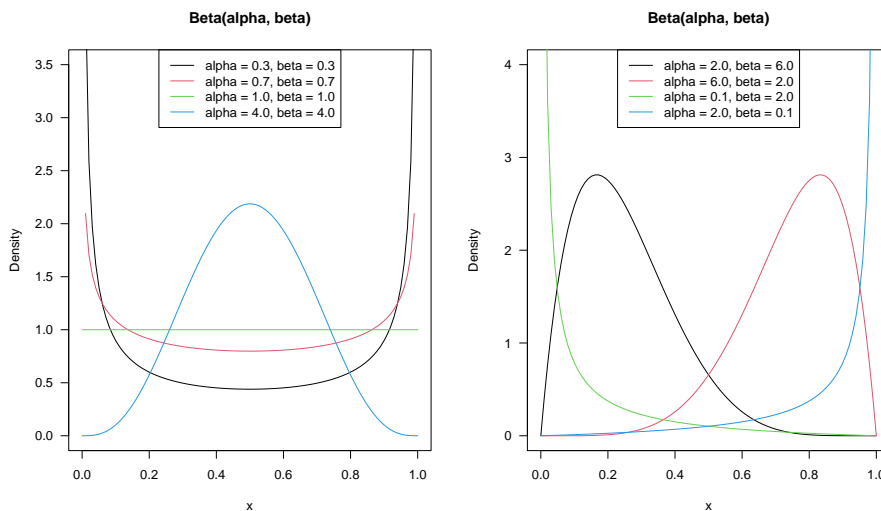 Beta(alpha, beta)
3.5
3.0
2.5
2.0
1.5
1.0
0.5
0.0
Density
alpha = 0.3, beta = 0.3
alpha = 0.7, beta = 0.7
alpha = 1.0, beta = 1.0
alpha = 4.0, beta = 4.0
0.0 0.2 0.4 0.6 0.8 1.0
x
Beta(alpha, beta)
4
3
2
1
0
Density
alpha = 2.0, beta = 6.0
alpha = 6.0, beta = 2.0
alpha = 0.1, beta = 2.0
alpha = 2.0, beta = 0.1
0.0 0.2 0.4 0.6 0.8 1.0
x